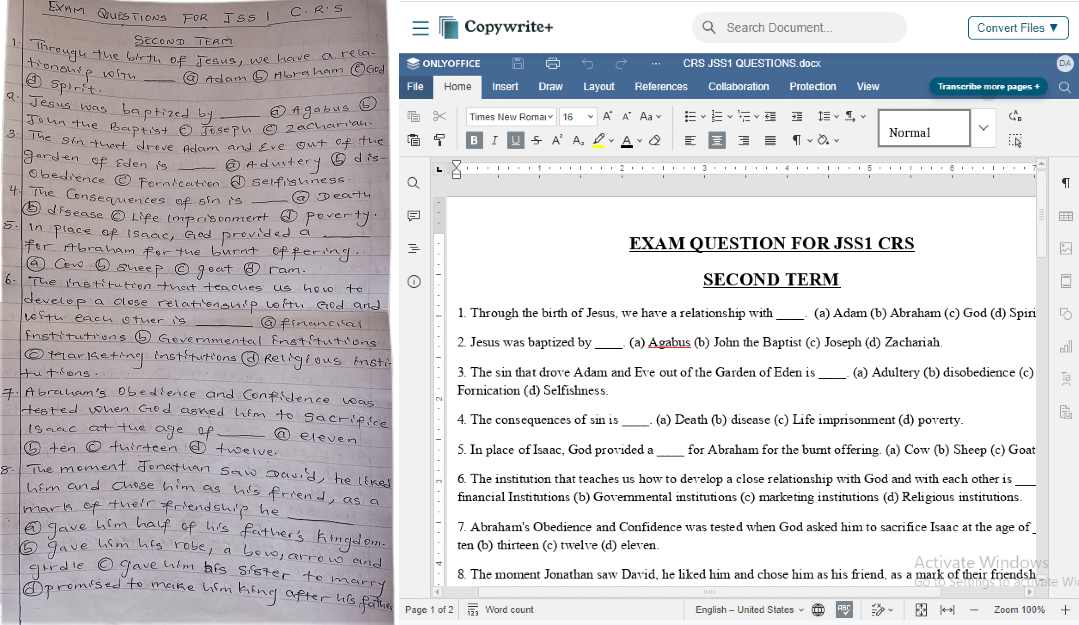 EXAM QUESTIONS FOR JSS 1 C.R.S
SECOND TERM
1. Through the birth of Jesus, we have a rela-
tionship with ____ (a) Adam (b) Abraham (c) God
(d) Spirit.
2. Jesus was baptized by ____ (a) Agabus (b)
John the Baptist (c) Joseph (c) Zachariah.
3. The sin that drove Adam and Eve out of the
garden of Eden is ____ (a) Adultery (b) dis-
obedience (c) Fornication (d) selfishness.
4. The Consequences of sin is ____ (a) Death
(b) disease (c) Life imprisonment (d) poverty.
5. In place of Isaac, God provided a ____
for Abraham for the burnt offering.
(a) Cow (b) sheep (c) goat (d) ram.
6. The institution that teaches us how to
develop a close relationship with God and
with each other is ____ (a) financial
institutions (b) Governmental institutions
(c) marketing institutions (d) Religious insti-
tutions.
7. Abraham's Obedience and Confidence was
tested when God asked him to sacrifice
Isaac at the age of ____ (a) eleven
(b) ten (c) thirteen (d) twelve.
8. The moment Jonathan saw David, he liked
him and chose him as his friend, as a
mark of their friendship he ____
(a) gave him half of his father's kingdom.
(b) gave him his robe, a bow, arrow and
girdle (c) gave him his sister to marry
(d) promised to make him king after his father
Copywrite+
Search Document...
Convert Files ▼
ONLYOFFICE
CRS JSS1 QUESTIONS.docx
DA
File Home Insert Draw Layout References Collaboration Protection View
Transcribe more pages +
Times New Roman 16
Normal
EXAM QUESTION FOR JSS1 CRS
SECOND TERM
1. Through the birth of Jesus, we have a relationship with ____. (a) Adam (b) Abraham (c) God (d) Spiri
2. Jesus was baptized by ____. (a) Agabus (b) John the Baptist (c) Joseph (d) Zachariah.
3. The sin that drove Adam and Eve out of the Garden of Eden is ____. (a) Adultery (b) disobedience (c)
Fornication (d) Selfishness.
4. The consequences of sin is ____. (a) Death (b) disease (c) Life imprisonment (d) poverty.
5. In place of Isaac, God provided a ____ for Abraham for the burnt offering. (a) Cow (b) Sheep (c) Goat
6. The institution that teaches us how to develop a close relationship with God and with each other is ___
financial Institutions (b) Governmental institutions (c) marketing institutions (d) Religious institutions.
7. Abraham's Obedience and Confidence was tested when God asked him to sacrifice Isaac at the age of _
ten (b) thirteen (c) twelve (d) eleven.
8. The moment Jonathan saw David, he liked him and chose him as his friend, as a mark of their friendsh
Activate Windows
Go to Settings to activate Wi
Page 1 of 2 Word count English – United States Zoom 100%